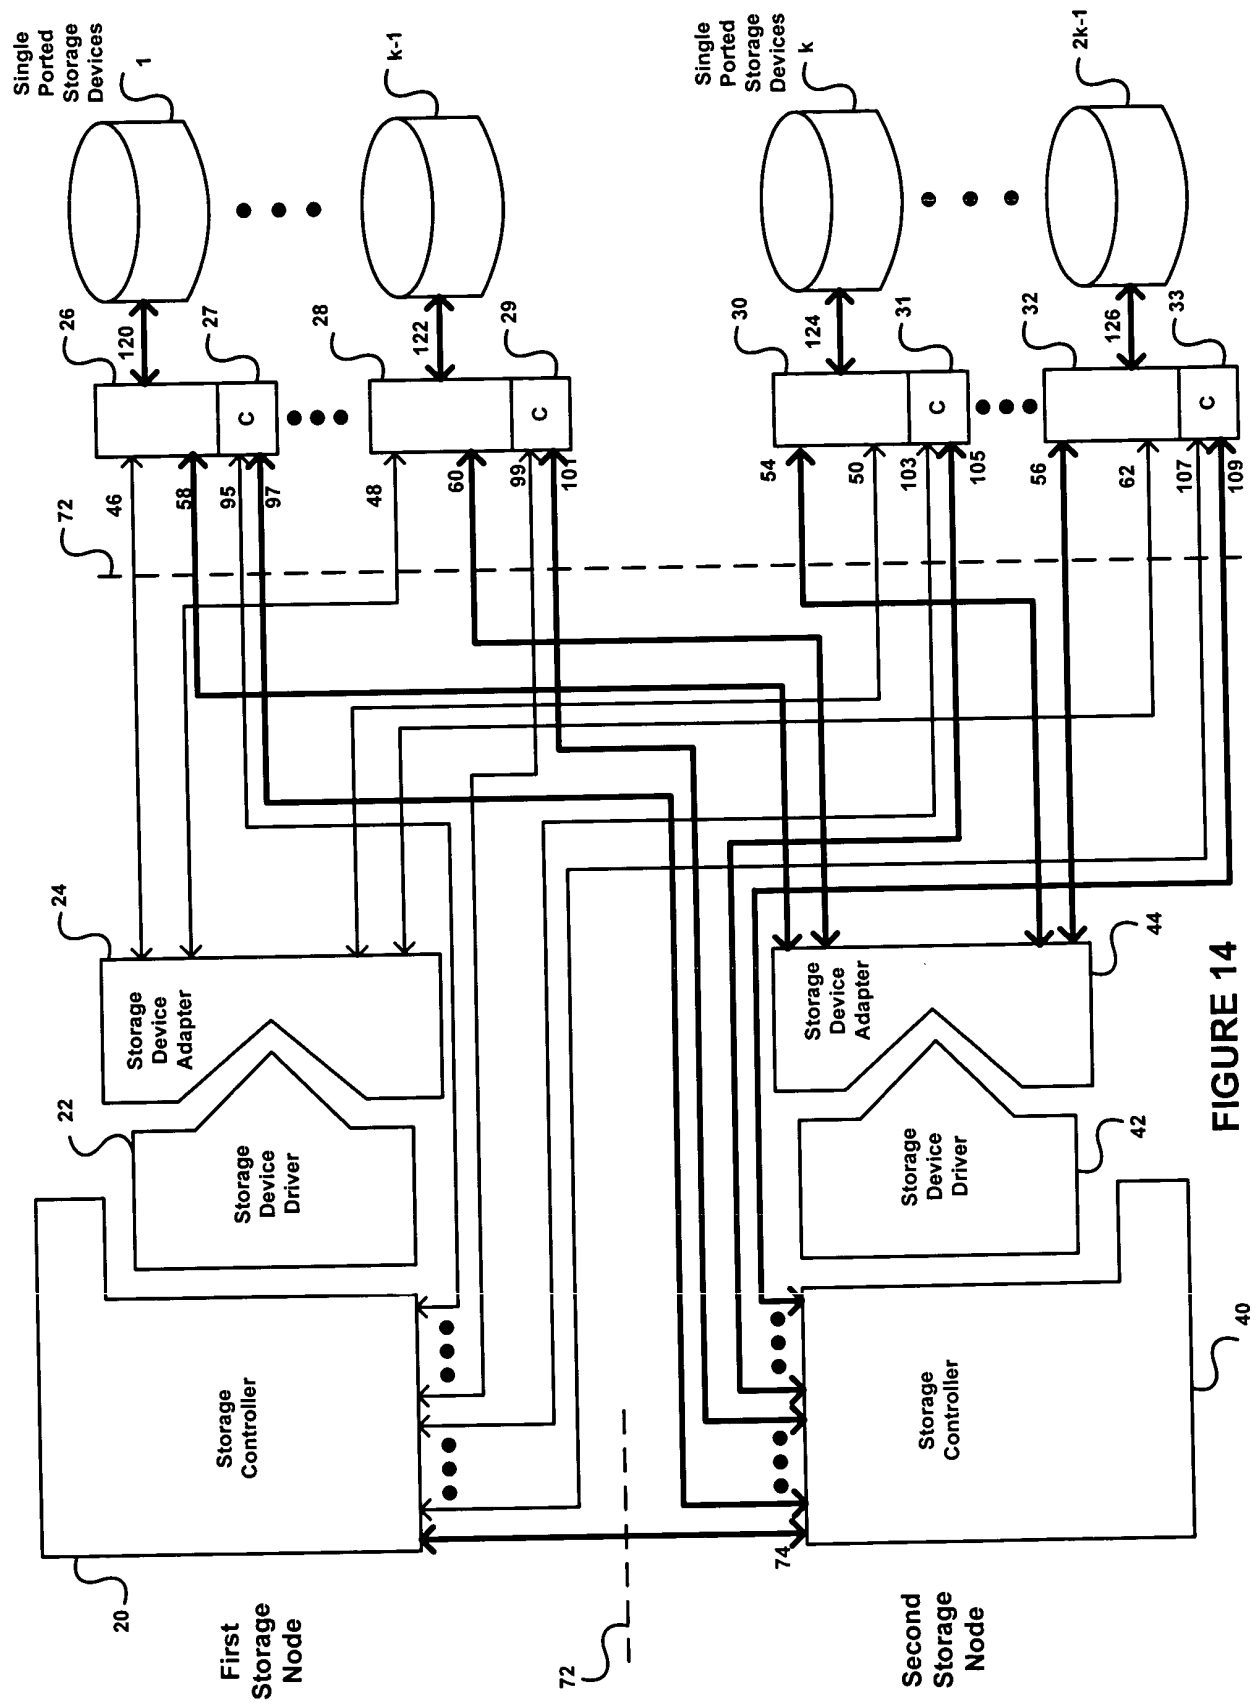 Single
Ported
Storage
Devices
1
k-1
Single
Ported
Storage
Devices
k
2k-1
26
120
27
28
122
29
30
124
31
32
126
33
C
C
C
C
46
58
95
97
48
60
99
101
54
50
103
105
56
62
107
109
72
24
Storage
Device
Adapter
Storage
Device
Adapter
44
22
Storage
Device
Driver
Storage
Device
Driver
42
Storage
Controller
Storage
Controller
40
20
74
72
First
Storage
Node
Second
Storage
Node
FIGURE 14